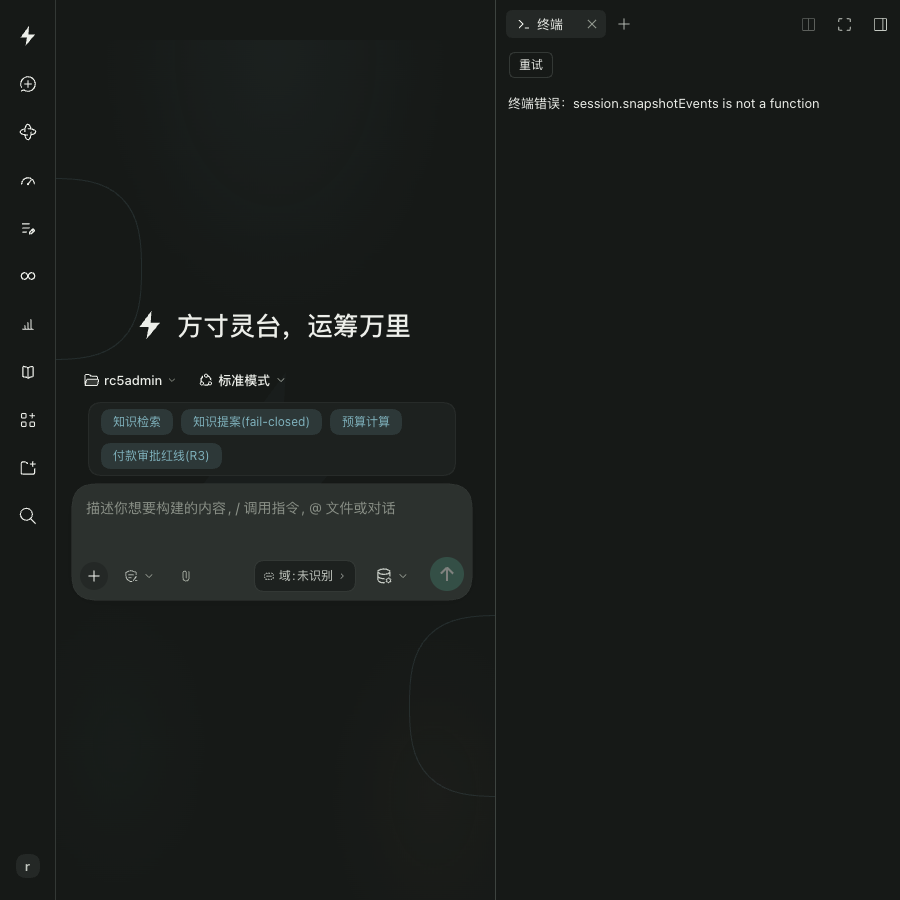 方寸灵台，运筹万里
rc5admin 标准模式
知识检索 知识提案(fail-closed) 预算计算
付款审批红线(R3)
描述你想要构建的内容, / 调用指令, @ 文件或对话
域:未识别
r
终端
重试
终端错误：session.snapshotEvents is not a function